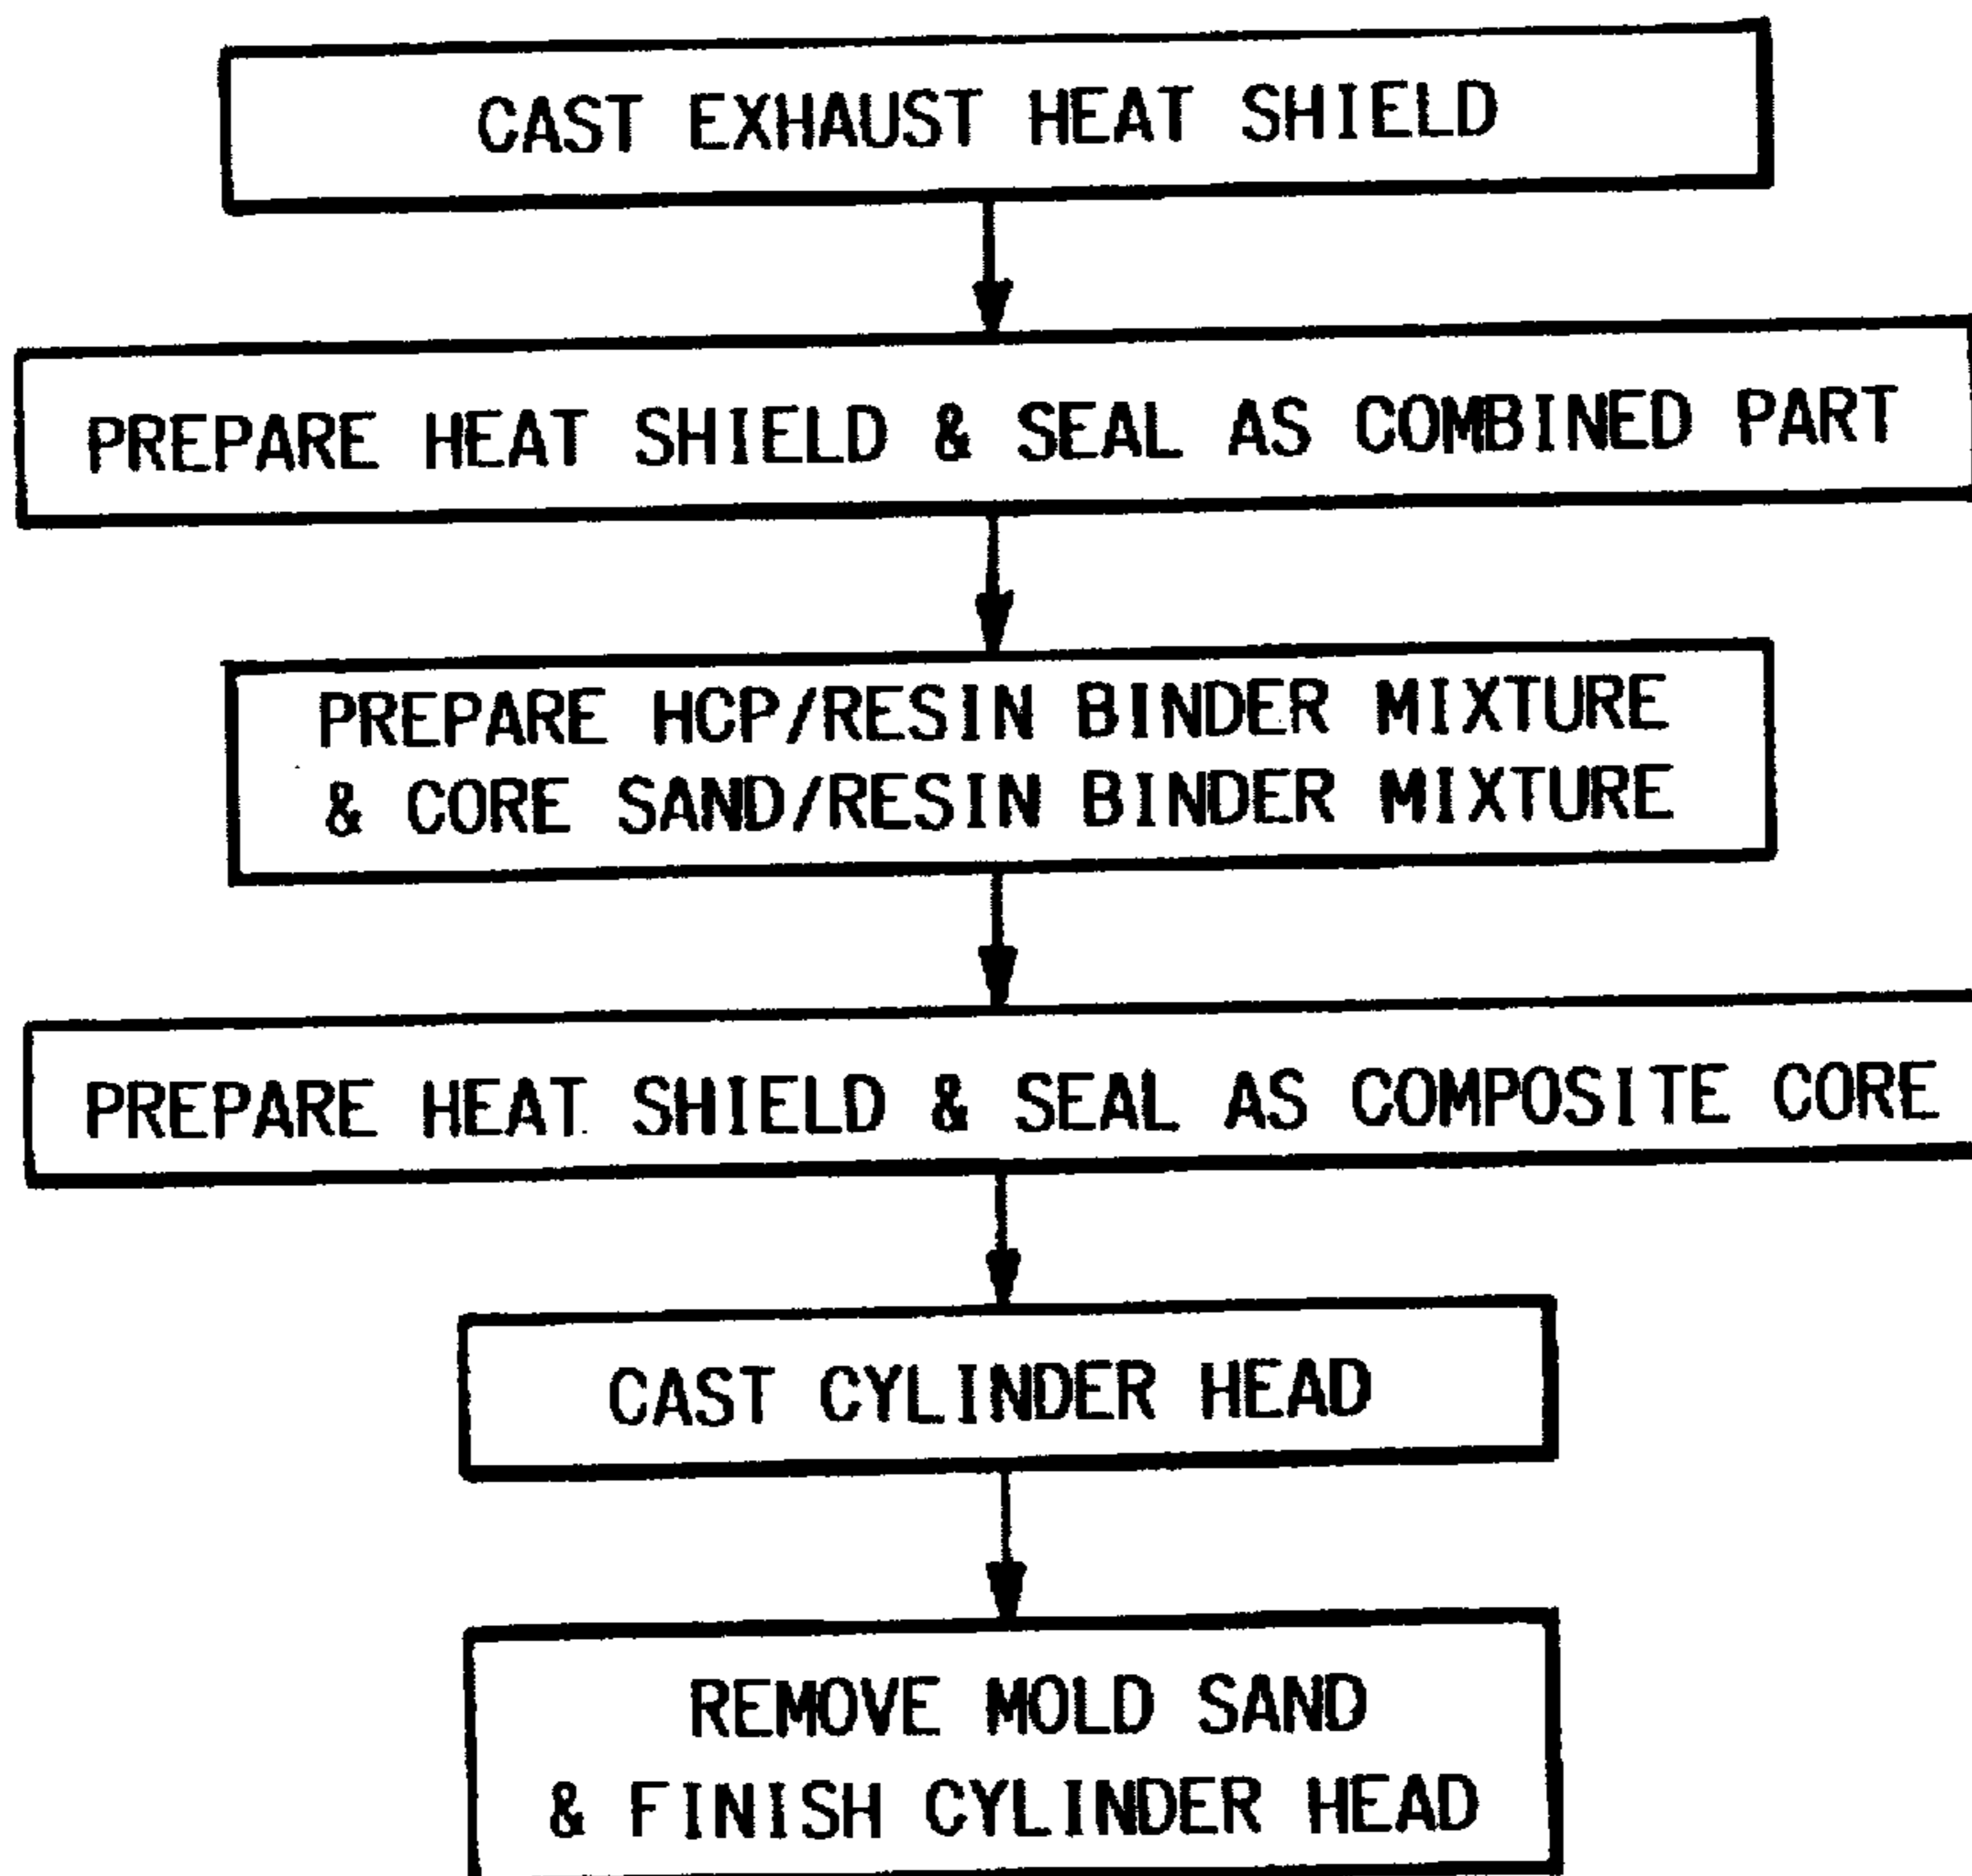 CAST EXHAUST HEAT SHIELD
PREPARE HEAT SHIELD & SEAL AS COMBINED PART
PREPARE HCP/RESIN BINDER MIXTURE
& CORE SAND/RESIN BINDER MIXTURE
PREPARE HEAT SHIELD & SEAL AS COMPOSITE CORE
CAST CYLINDER HEAD
REMOVE MOLD SAND
& FINISH CYLINDER HEAD